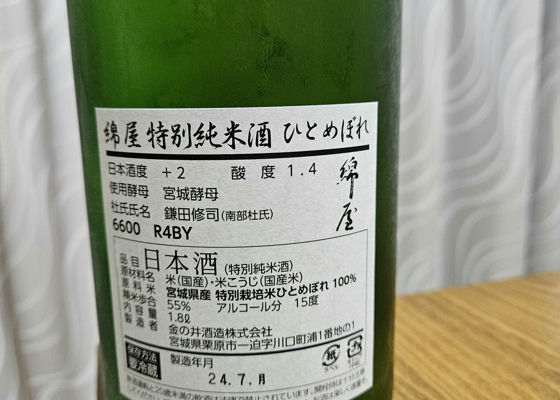 綿屋 特別純米酒 ひとめぼれ
日本酒度 +2 酸度 1.4
使用酵母 宮城酵母
杜氏氏名 鎌田修司(南部杜氏)
綿屋
6600 R4BY
品目 日本酒(特別純米酒)
原材料名 米(国産)・米こうじ(国産米)
原料米 宮城県産 特別栽培米ひとめぼれ 100%
精米歩合 55% アルコール分 15度
内容量 1.8ℓ
製造者 金の井酒造株式会社
宮城県栗原市一迫字川口町浦1番地の1
保存方法 要冷蔵
製造年月
24.7.月
紙
ラベル